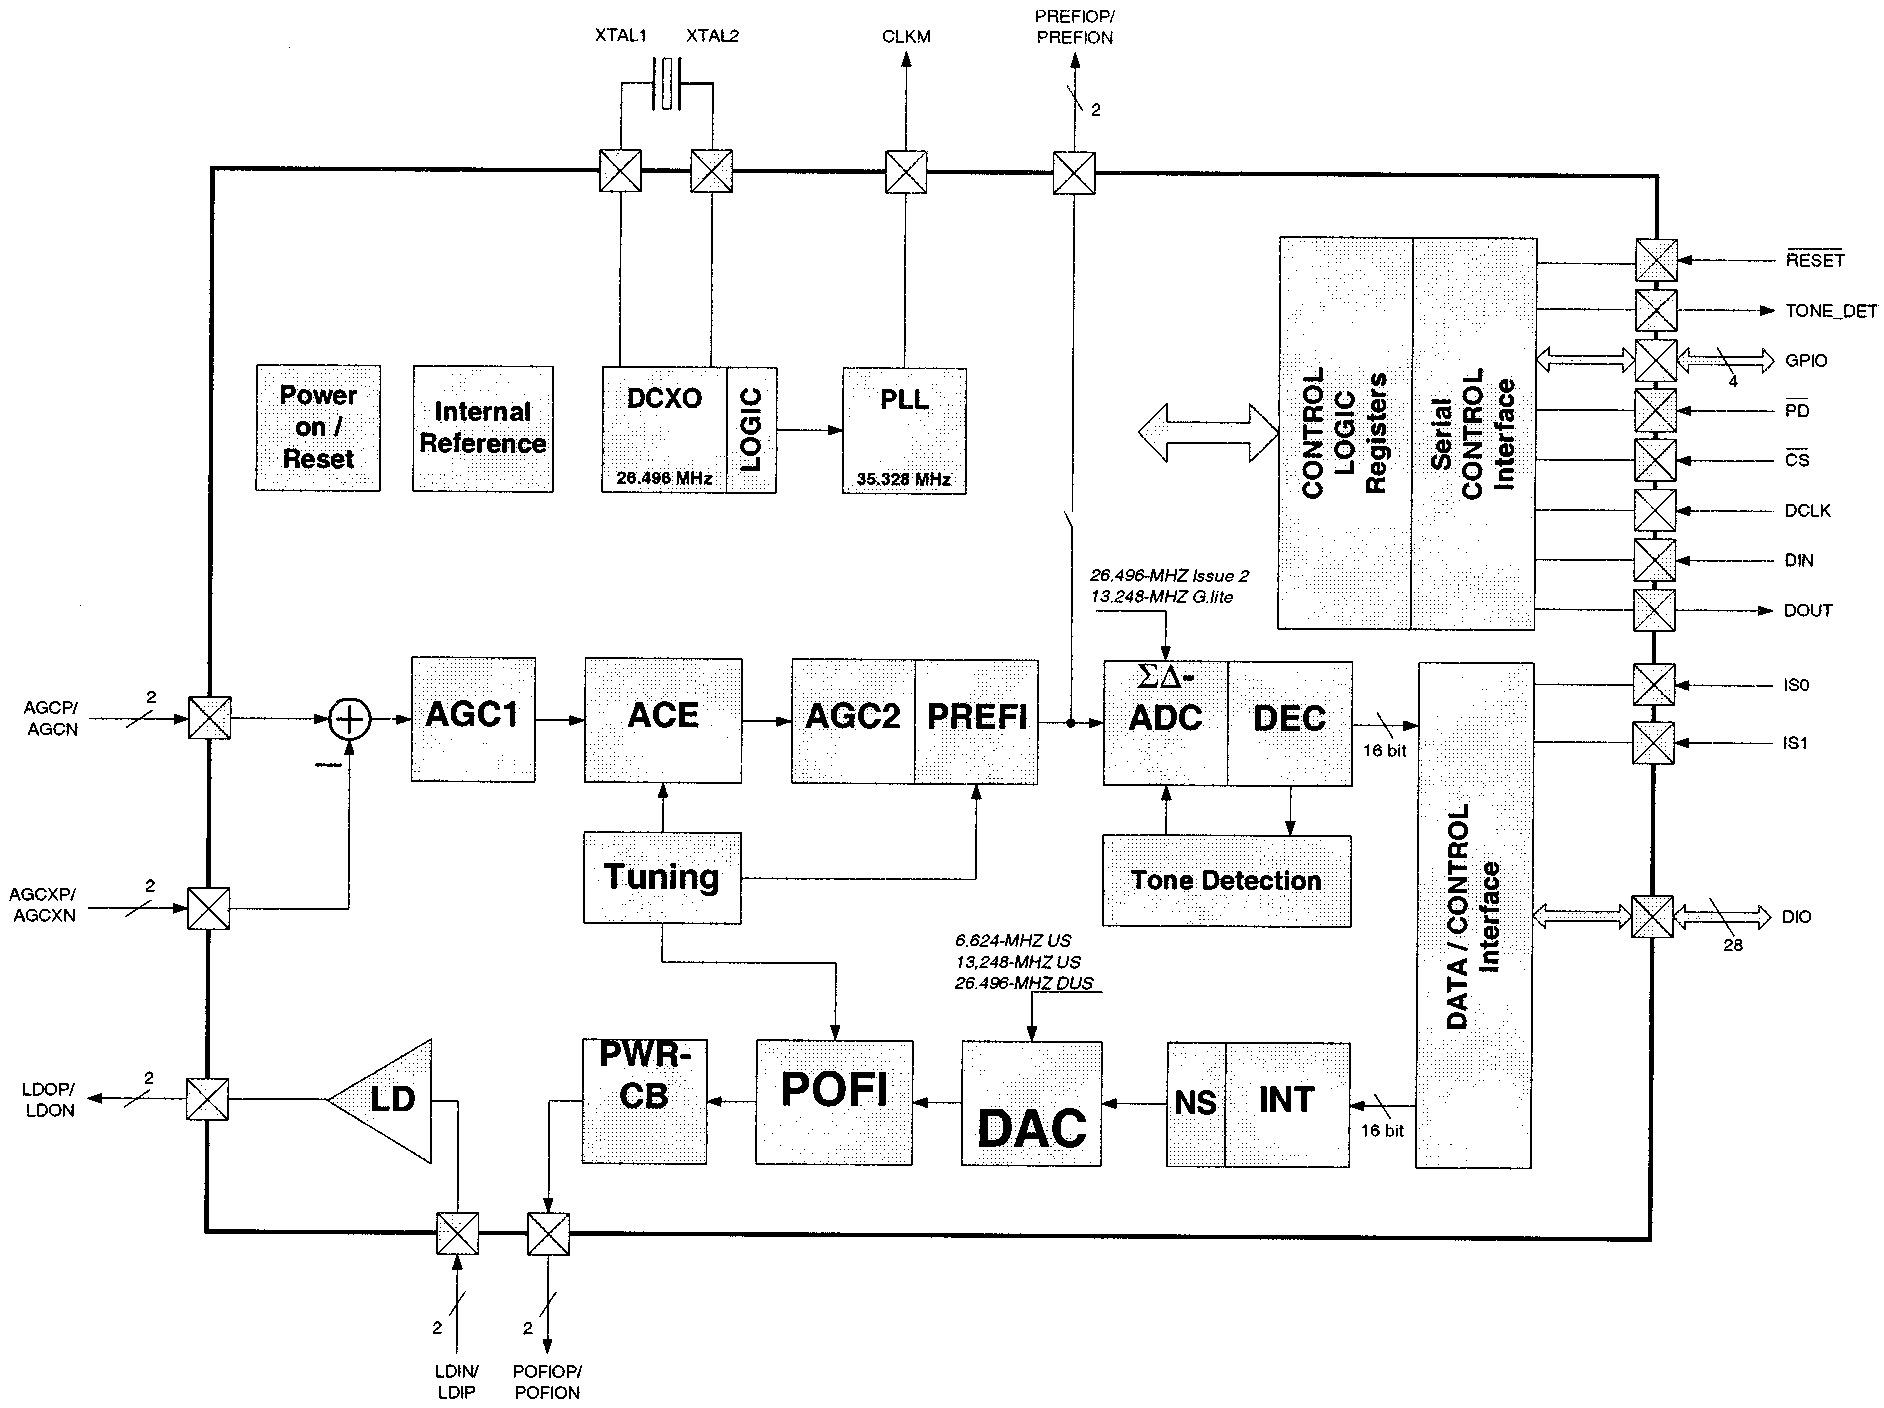 PREFIOP/
PREFION
XTAL1
XTAL2
CLKM
2
RESET
TONE_DET
GPIO
4
PD
CS
DCLK
DIN
DOUT
Power
on /
Reset
Internal
Reference
DCXO
26.496 MHz
LOGIC
PLL
35.328 MHz
CONTROL
LOGIC
Registers
Serial
CONTROL
Interface
26.496-MHZ Issue 2
13.248-MHZ G.lite
AGCP/
AGCN
2
AGC1
ACE
AGC2
PREFI
ΣΔ-
ADC
DEC
16 bit
IS0
IS1
DATA / CONTROL
Interface
Tuning
Tone Detection
AGCXP/
AGCXN
2
DIO
28
6,624-MHZ US
13,248-MHZ US
26.496-MHZ DUS
LDOP/
LDON
2
LD
PWR-
CB
POFI
DAC
NS
INT
16 bit
2
2
LDIN/
LDIP
POFIOP/
POFION